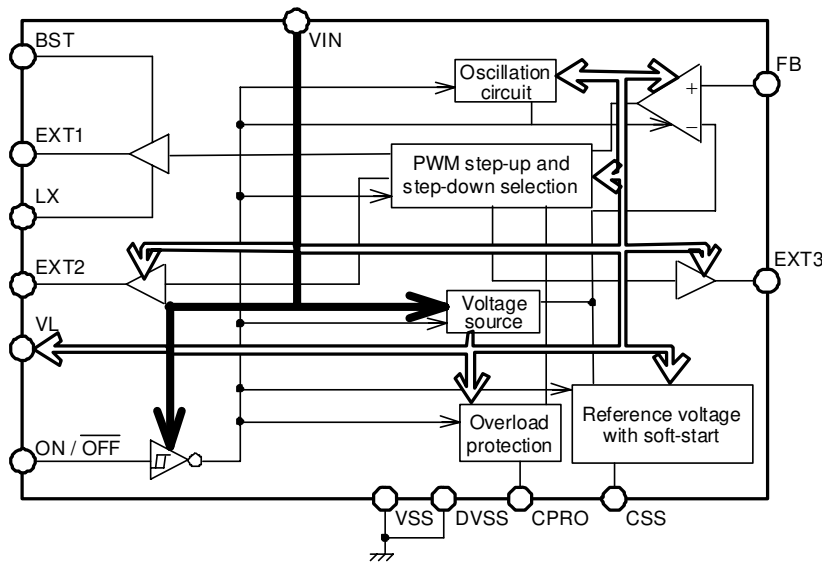 BST
VIN
Oscillation
circuit
FB
+
−
EXT1
PWM step-up and
step-down selection
LX
EXT2
EXT3
Voltage
source
VL
Reference voltage
with soft-start
Overload
protection
ON / OFF
VSS
DVSS
CPRO
CSS